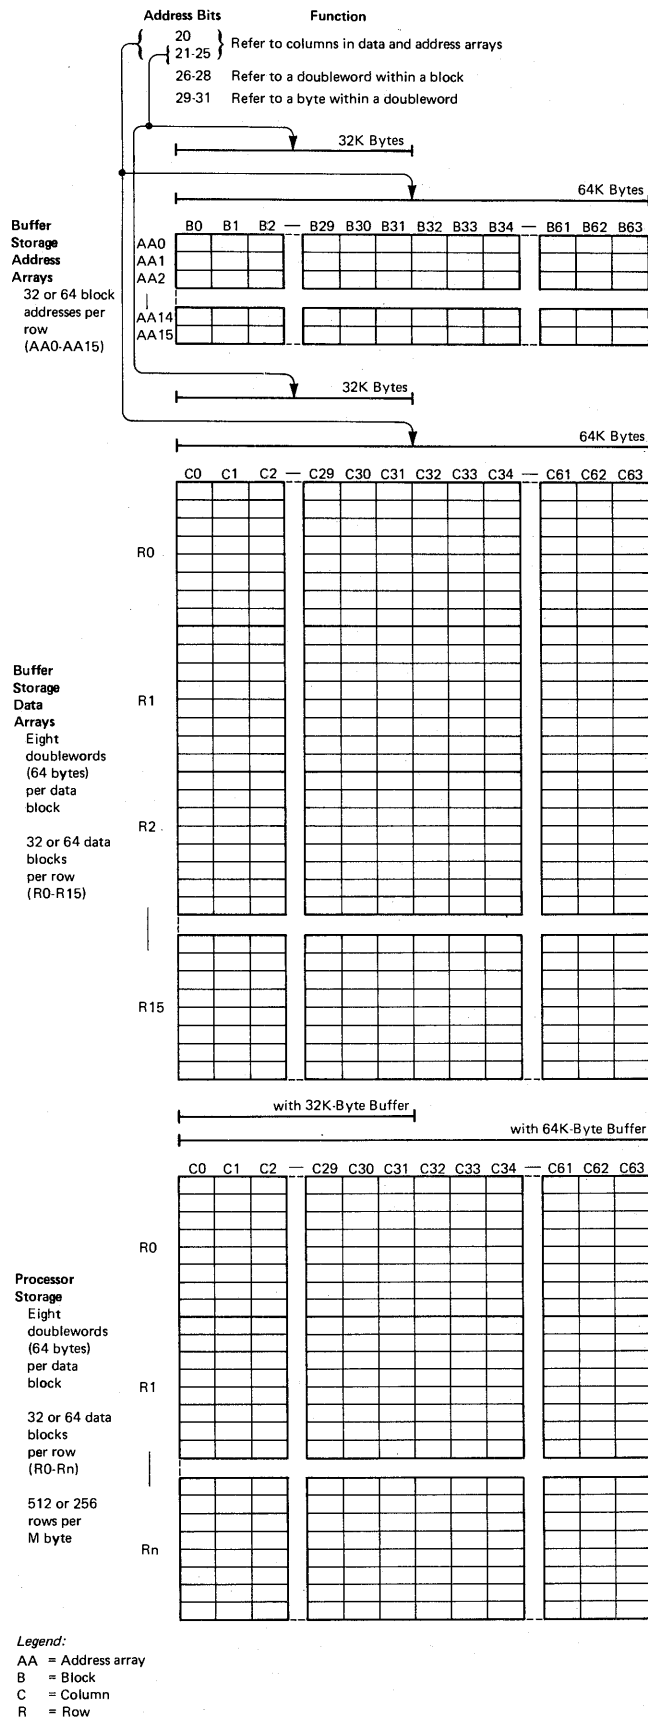 Address Bits Function
20
21-25 Refer to columns in data and address arrays
26-28 Refer to a doubleword within a block
29-31 Refer to a byte within a doubleword
32K Bytes
64K Bytes
B0 B1 B2 — B29 B30 B31 B32 B33 B34 — B61 B62 B63
Buffer
Storage
Address
Arrays
32 or 64 block
addresses per
row
(AA0-AA15)
AA0
AA1
AA2
AA14
AA15
32K Bytes
64K Bytes
C0 C1 C2 — C29 C30 C31 C32 C33 C34 — C61 C62 C63
R0
R1
R2
R15
Buffer
Storage
Data
Arrays
Eight
doublewords
(64 bytes)
per data
block
32 or 64 data
blocks
per row
(R0-R15)
with 32K-Byte Buffer
with 64K-Byte Buffer
C0 C1 C2 — C29 C30 C31 C32 C33 C34 — C61 C62 C63
R0
R1
Rn
Processor
Storage
Eight
doublewords
(64 bytes)
per data
block
32 or 64 data
blocks
per row
(R0-Rn)
512 or 256
rows per
M byte
Legend:
AA = Address array
B = Block
C = Column
R = Row